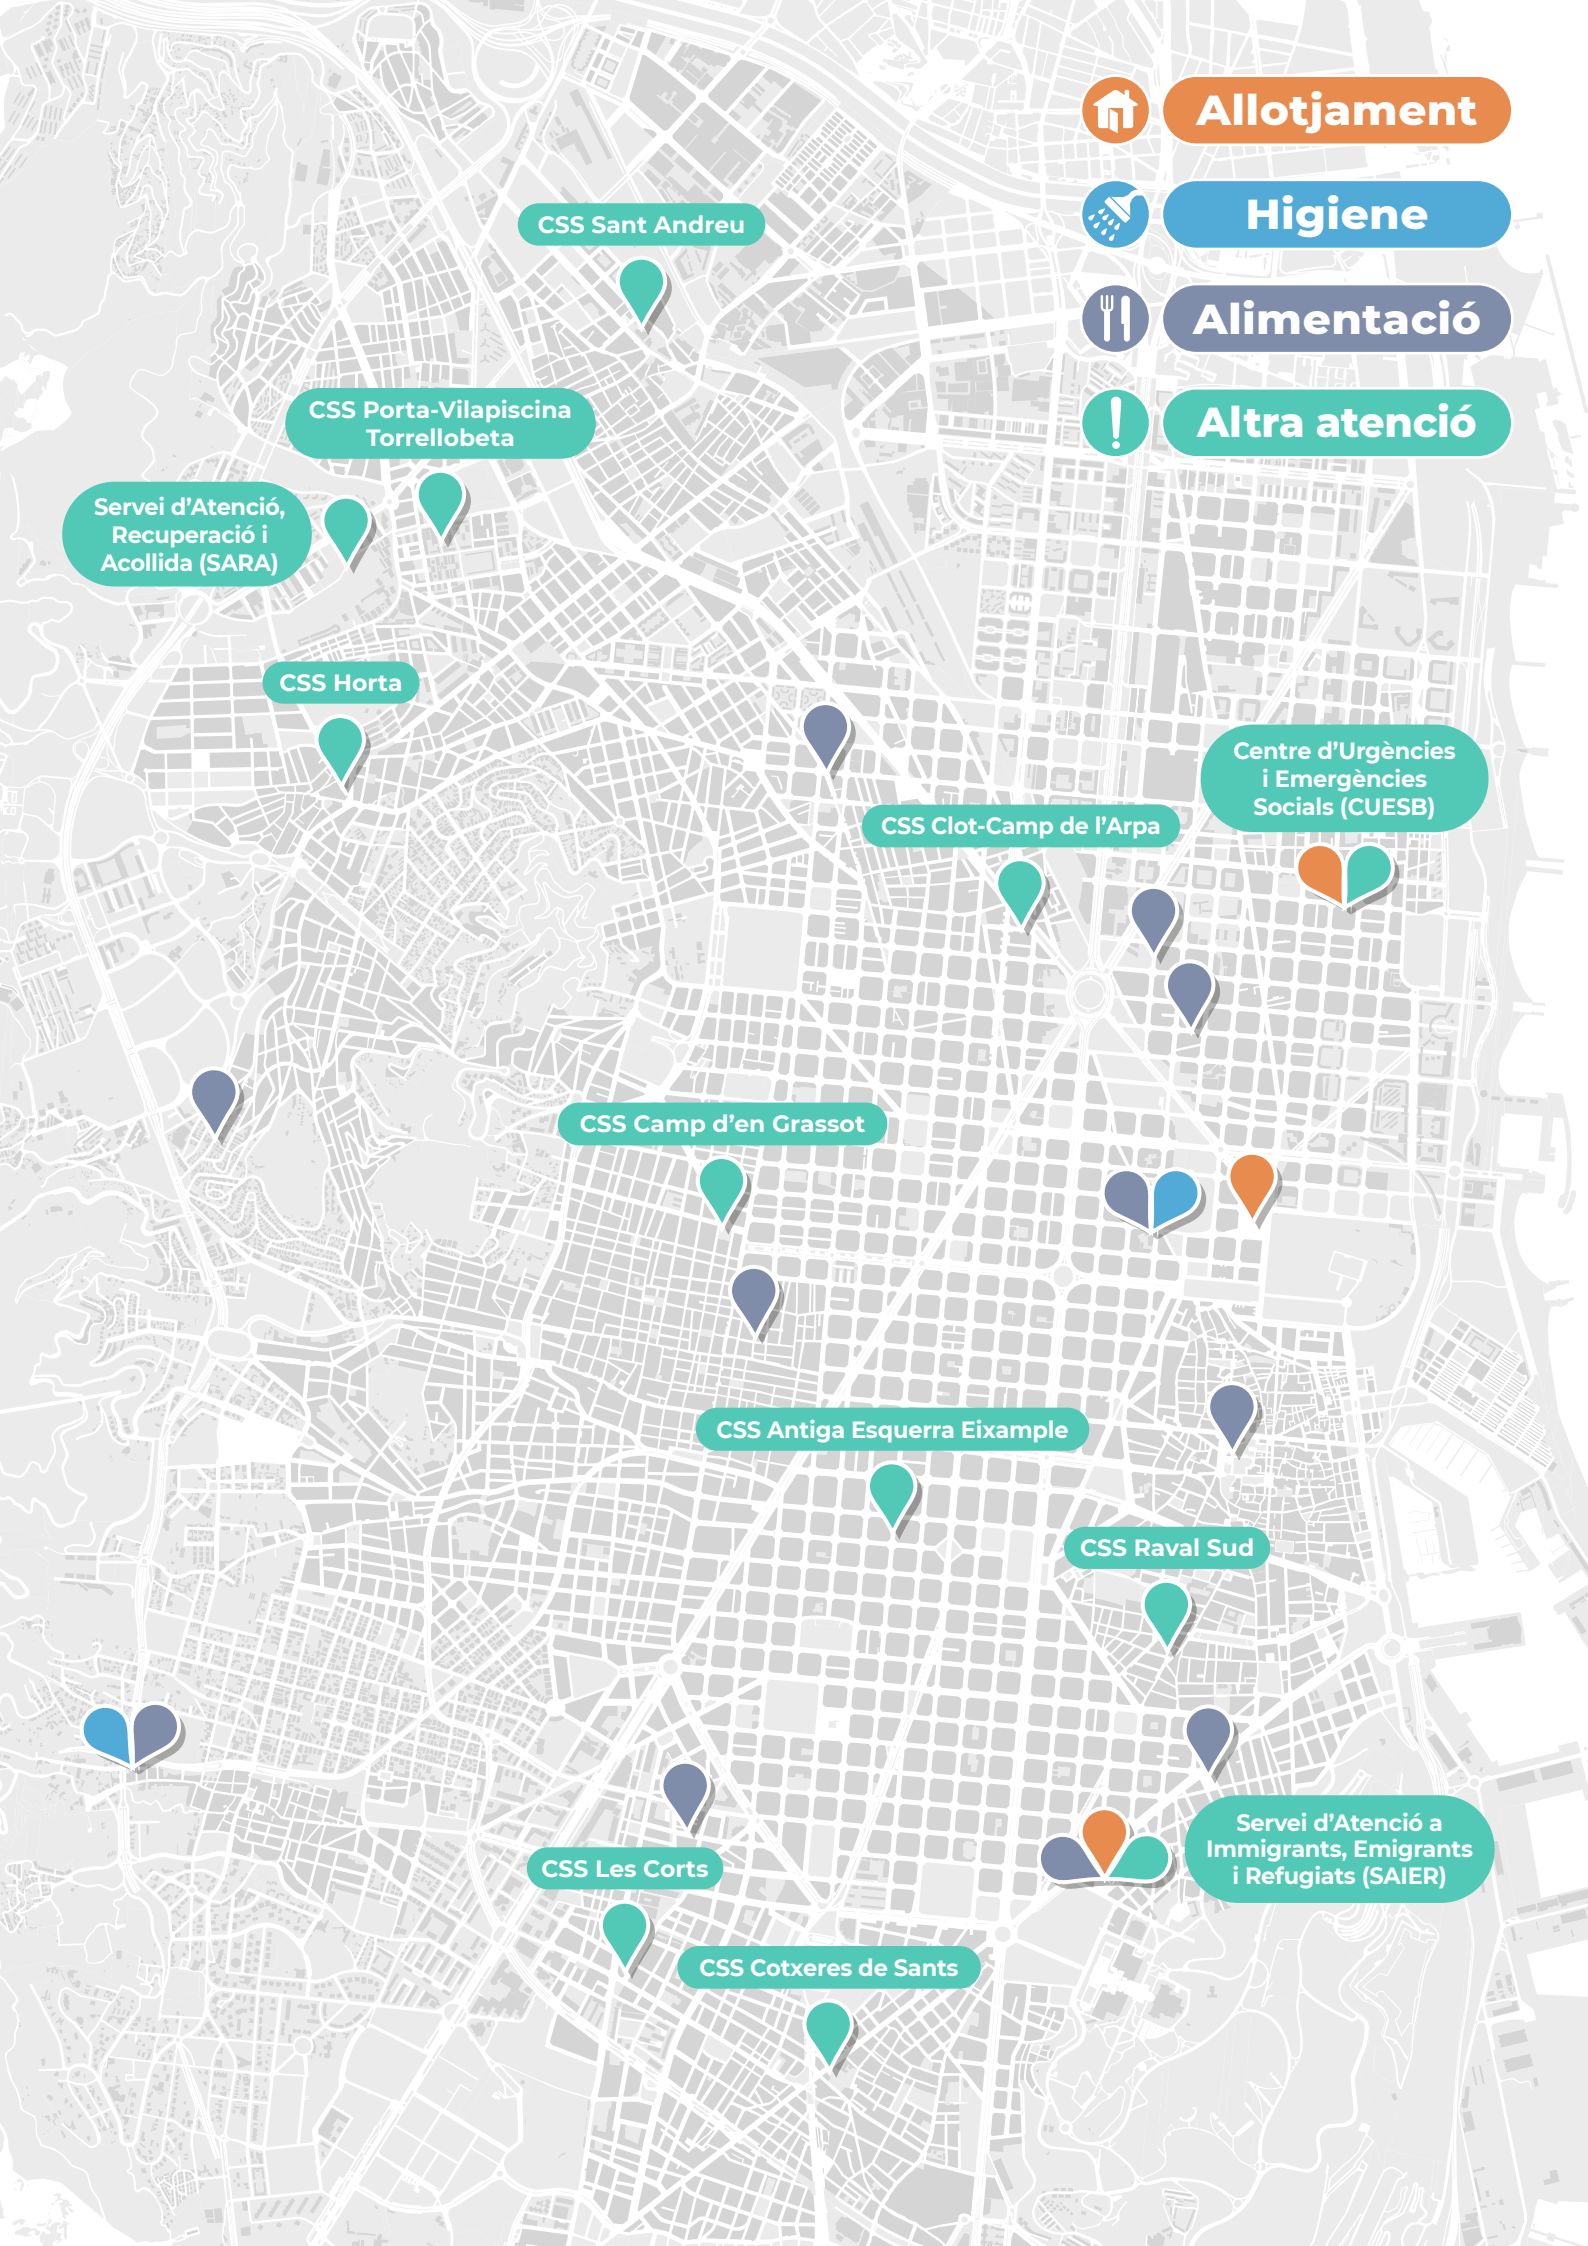 Allotjament
Higiene
Alimentació
Altra atenció
CSS Sant Andreu
CSS Porta-Vilapiscina
Torrellobeta
Servei d’Atenció,
Recuperació i
Acollida (SARA)
CSS Horta
Centre d’Urgències
i Emergències
Socials (CUESB)
CSS Clot-Camp de l’Arpa
CSS Camp d’en Grassot
CSS Antiga Esquerra Eixample
CSS Raval Sud
Servei d’Atenció a
Immigrants, Emigrants
i Refugiats (SAIER)
CSS Les Corts
CSS Cotxeres de Sants